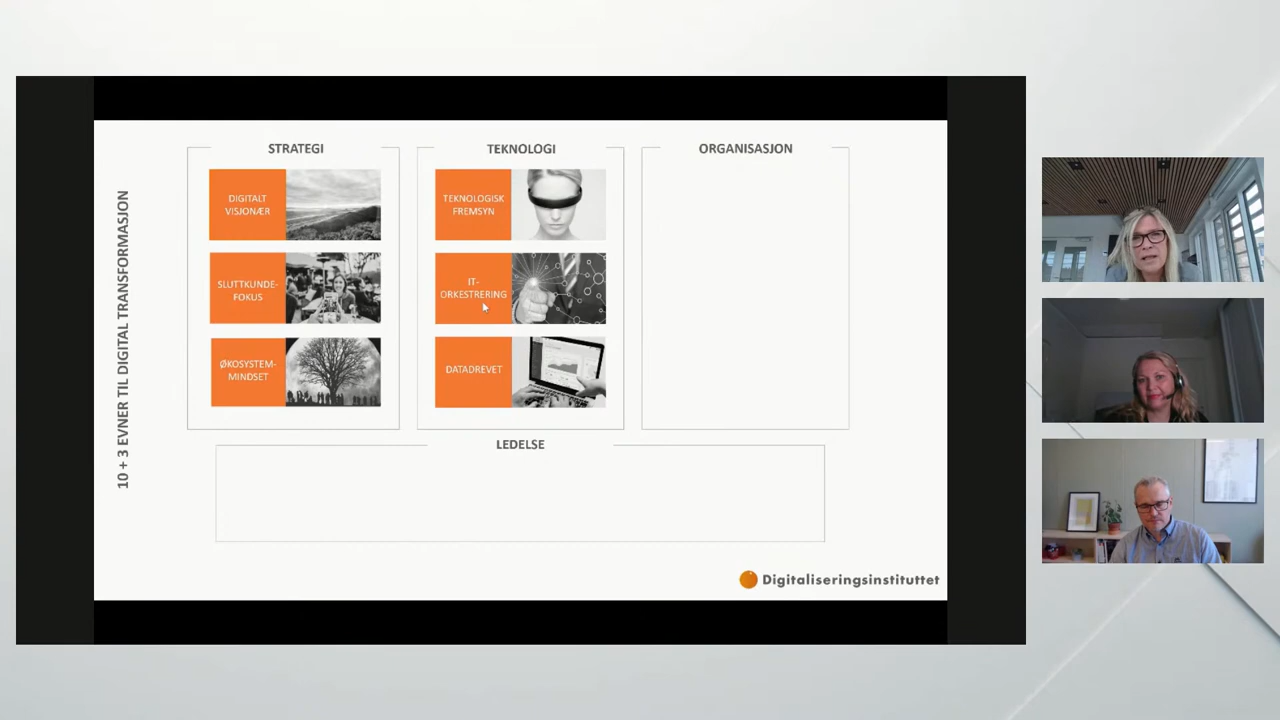 10 + 3 EVNER TIL DIGITAL TRANSFORMASJON
STRATEGI
DIGITALT
VISJONÆR
SLUTTKUNDE-
FOKUS
ØKOSYSTEM-
MINDSET
TEKNOLOGI
TEKNOLOGISK
FREMSYN
IT-
ORKESTRERING
DATADREVET
ORGANISASJON
LEDELSE
Digitaliseringsinstituttet